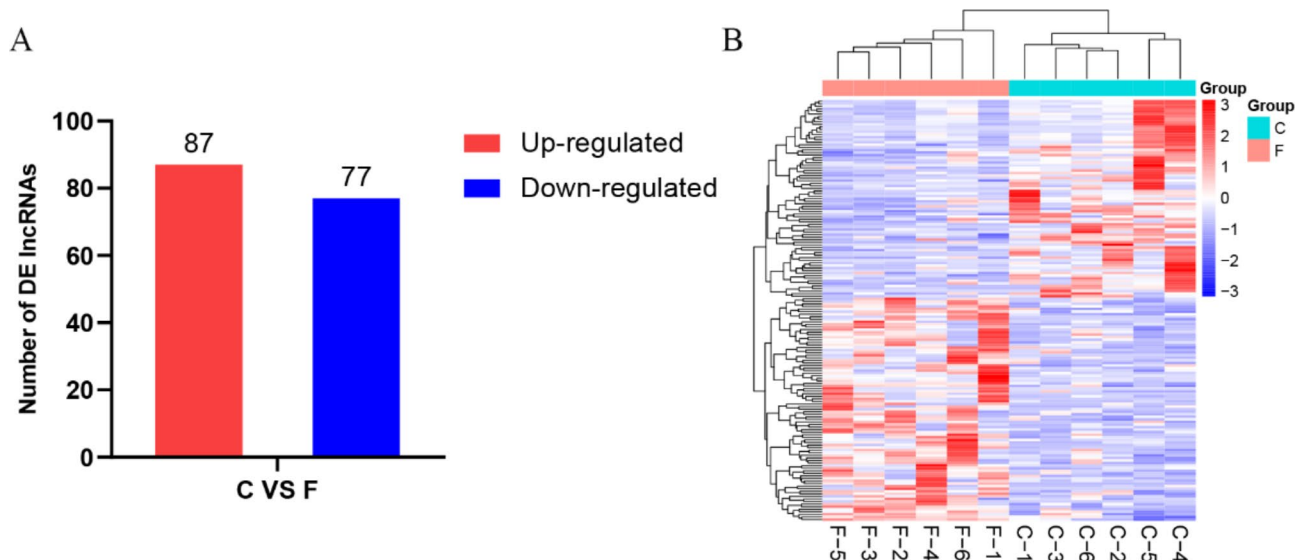 A
Number of DE lncRNAs
100
80
60
40
20
0
87
77
C VS F
Up-regulated
Down-regulated
B
Group
3
2
1
0
−1
−2
−3
Group
C
F
F−5
F−3
F−2
F−4
F−6
F−1
C−1
C−3
C−6
C−2
C−5
C−4